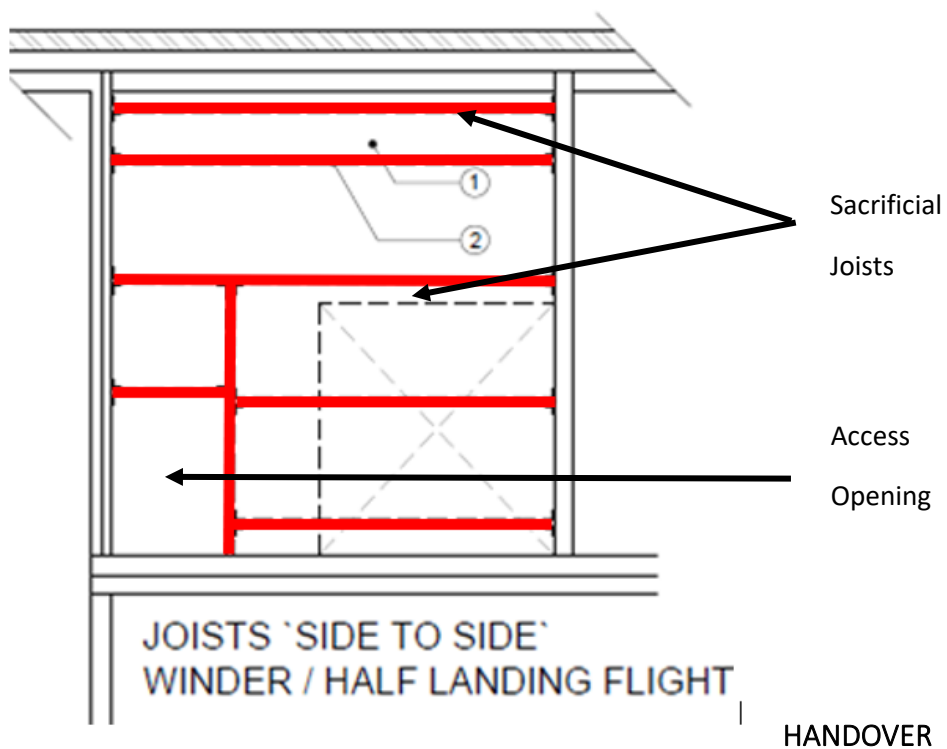 1
2
Sacrificial
Joists
Access
Opening
JOISTS `SIDE TO SIDE`
WINDER / HALF LANDING FLIGHT
HANDOVER